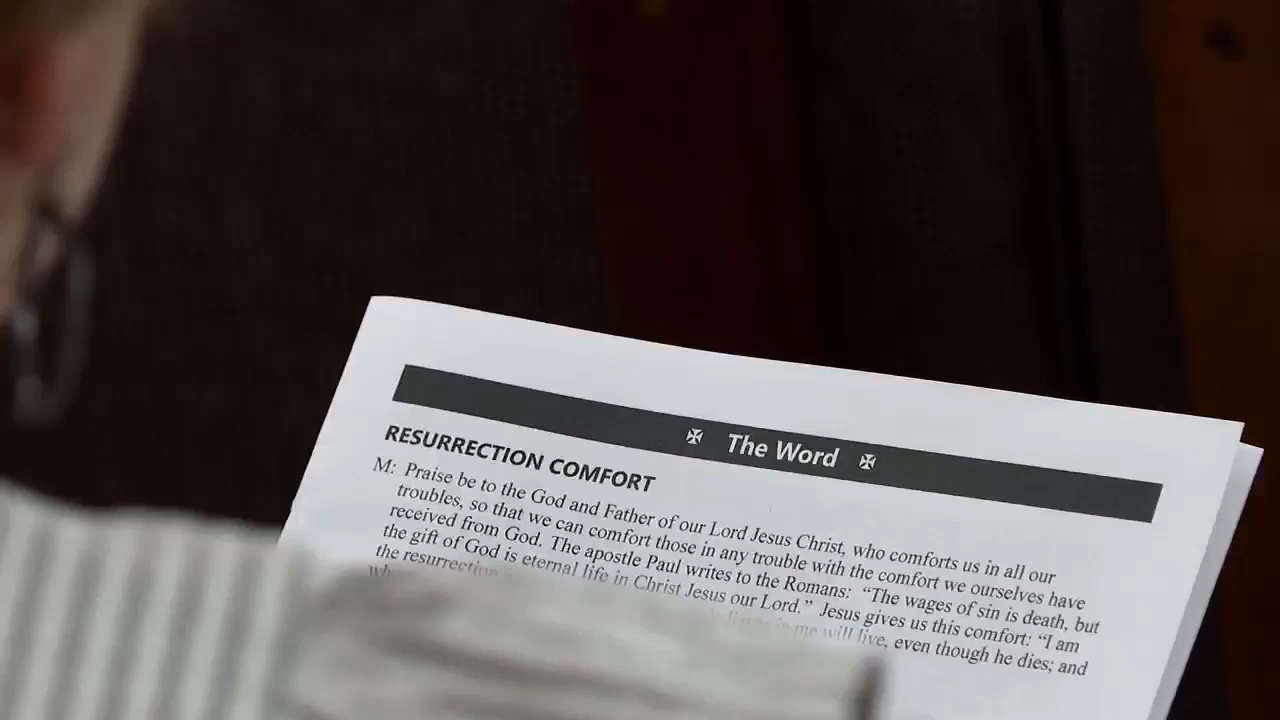 The Word
RESURRECTION COMFORT
M: Praise be to the God and Father of our Lord Jesus Christ, who comforts us in all our
troubles, so that we can comfort those in any trouble with the comfort we ourselves have
received from God. The apostle Paul writes to the Romans: “The wages of sin is death, but
the gift of God is eternal life in Christ Jesus our Lord.” Jesus gives us this comfort: “I am
the resurrection in me will live, even though he dies; and